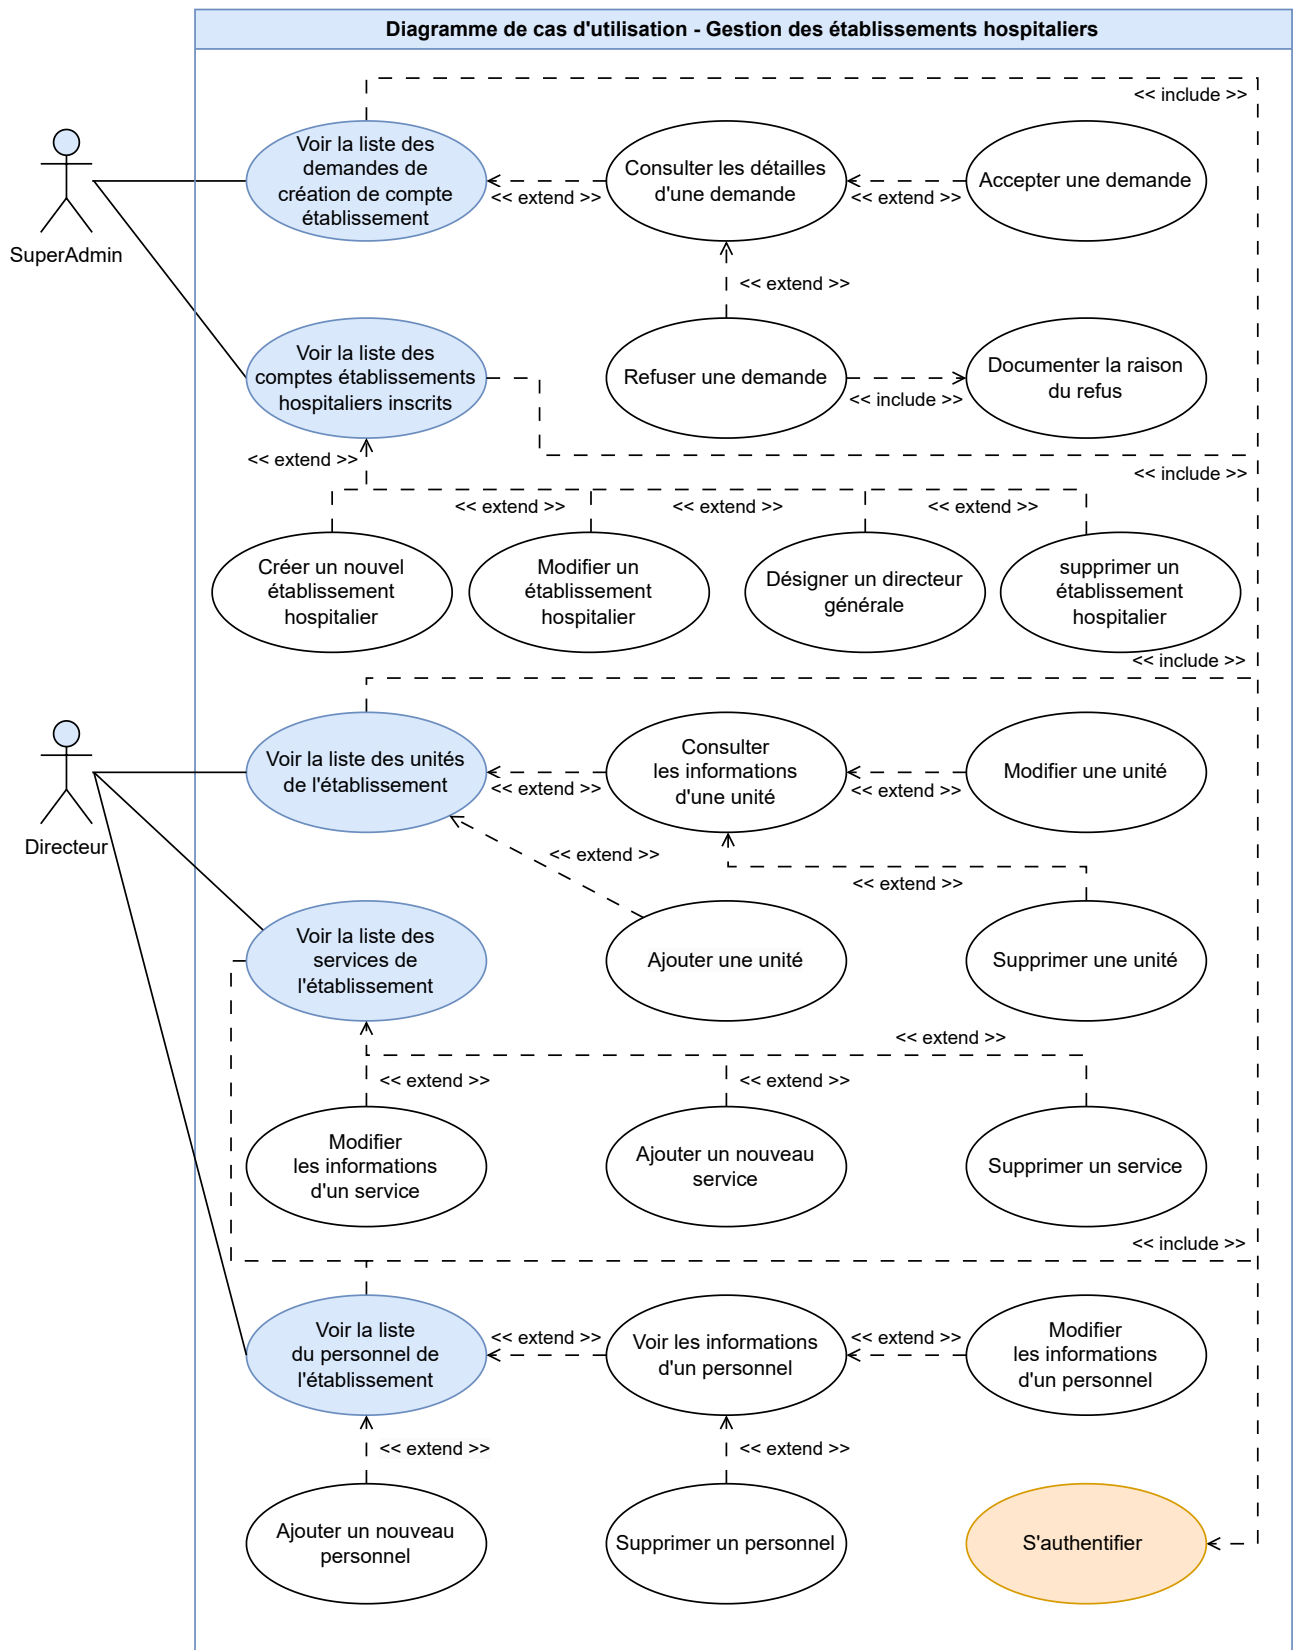 Diagramme de cas d'utilisation - Gestion des établissements hospitaliers
<< include >>
SuperAdmin
Voir la liste des
demandes de
création de compte
établissement
<< extend >>
Consulter les détailles
d'une demande
<< extend >>
Accepter une demande
<< extend >>
Voir la liste des
comptes établissements
hospitaliers inscrits
Refuser une demande
<< include >>
Documenter la raison
du refus
<< extend >>
<< include >>
<< extend >>
<< extend >>
<< extend >>
Créer un nouvel
établissement
hospitalier
Modifier un
établissement
hospitalier
Désigner un directeur
générale
supprimer un
établissement
hospitalier
<< include >>
Directeur
Voir la liste des unités
de l'établissement
<< extend >>
Consulter
les informations
d'une unité
<< extend >>
Modifier une unité
<< extend >>
<< extend >>
Voir la liste des
services de
l'établissement
Ajouter une unité
Supprimer une unité
<< extend >>
<< extend >>
<< extend >>
Modifier
les informations
d'un service
Ajouter un nouveau
service
Supprimer un service
<< include >>
Voir la liste
du personnel de
l'établissement
<< extend >>
Voir les informations
d'un personnel
<< extend >>
Modifier
les informations
d'un personnel
<< extend >>
<< extend >>
Ajouter un nouveau
personnel
Supprimer un personnel
S'authentifier